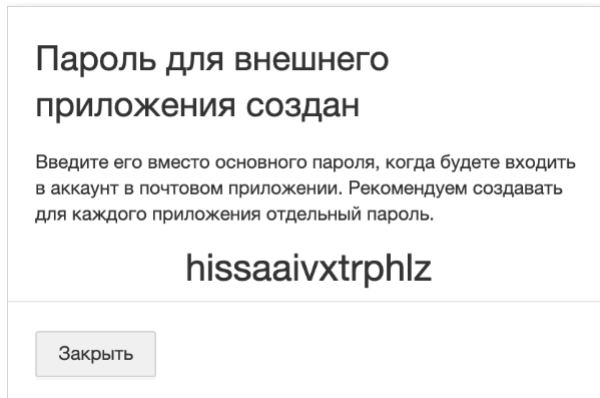 Пароль для внешнего
приложения создан
Введите его вместо основного пароля, когда будете входить
в аккаунт в почтовом приложении. Рекомендуем создавать
для каждого приложения отдельный пароль.
hissaaivxtrphlz
Закрыть